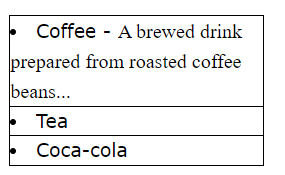 • Coffee - A brewed drink
prepared from roasted coffee
beans...
• Tea
• Coca-cola